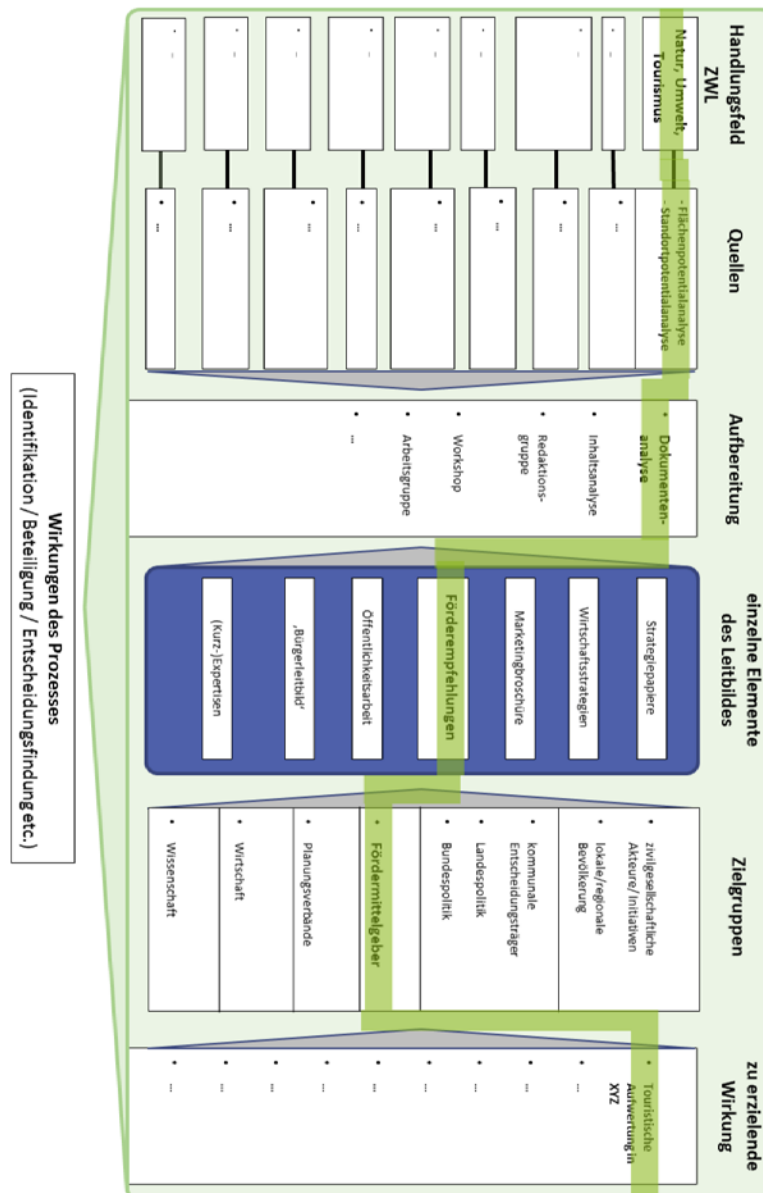 Handlungsfeld
ZWL
Natur, Umwelt,
Tourismus
• –
• –
• –
• –
• –
• –
• –
• –
Quellen
- Flächenpotentialanalyse
- Standortpotentialanalyse
• ...
• ...
• ...
• ...
• ...
• ...
• ...
• ...
Aufbereitung
• Dokumenten-
analyse
• Inhaltsanalyse
• Redaktions-
gruppe
• Workshop
• Arbeitsgruppe
• ...
einzelne Elemente
des Leitbildes
Strategiepapiere
Wirtschaftsstrategien
Marketingbroschüre
Förderempfehlungen
Öffentlichkeitsarbeit
„Bürgerleitbild‘
(Kurz-)Expertisen
Zielgruppen
• zivilgesellschaftliche
Akteure/ Initiativen
• lokale/regionale
Bevölkerung
• kommunale
Entscheidungsträger
• Landespolitik
• Bundespolitik
• Fördermittelgeber
• Planungsverbände
• Wirtschaft
• Wissenschaft
zu erzielende
Wirkung
• Touristische
Aufwertung in
XYZ
• ...
• ...
• ...
• ...
• ...
• ...
• ...
• ...
• ...
Wirkungen des Prozesses
(Identifikation / Beteiligung / Entscheidungsfindung etc.)